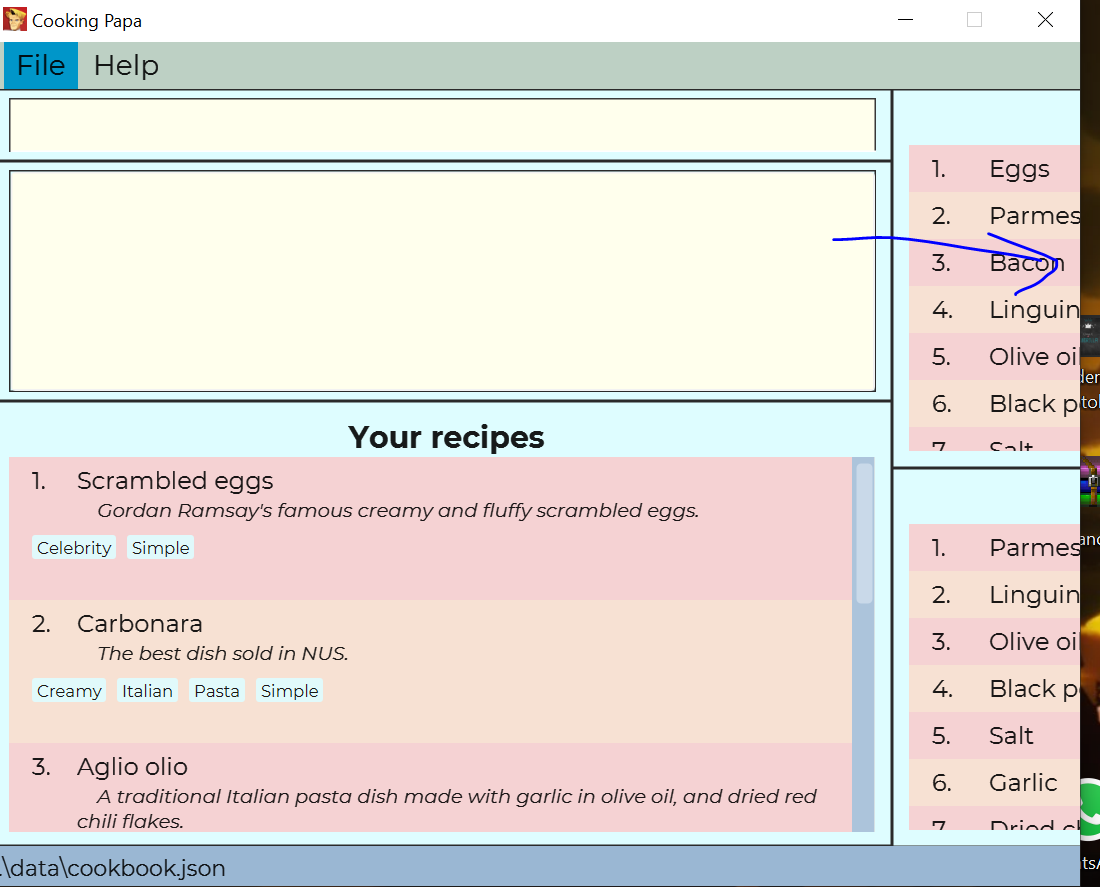 Cooking Papa
File Help
1. Eggs
2. Parmes
3. Bacon
4. Linguin
5. Olive oi
6. Black p
7. Salt
Your recipes
1. Scrambled eggs
Gordan Ramsay's famous creamy and fluffy scrambled eggs.
Celebrity Simple
2. Carbonara
The best dish sold in NUS.
Creamy Italian Pasta Simple
3. Aglio olio
A traditional Italian pasta dish made with garlic in olive oil, and dried red
chili flakes.
1. Parmes
2. Linguin
3. Olive oi
4. Black p
5. Salt
6. Garlic
7. Dried c
.\data\cookbook.json